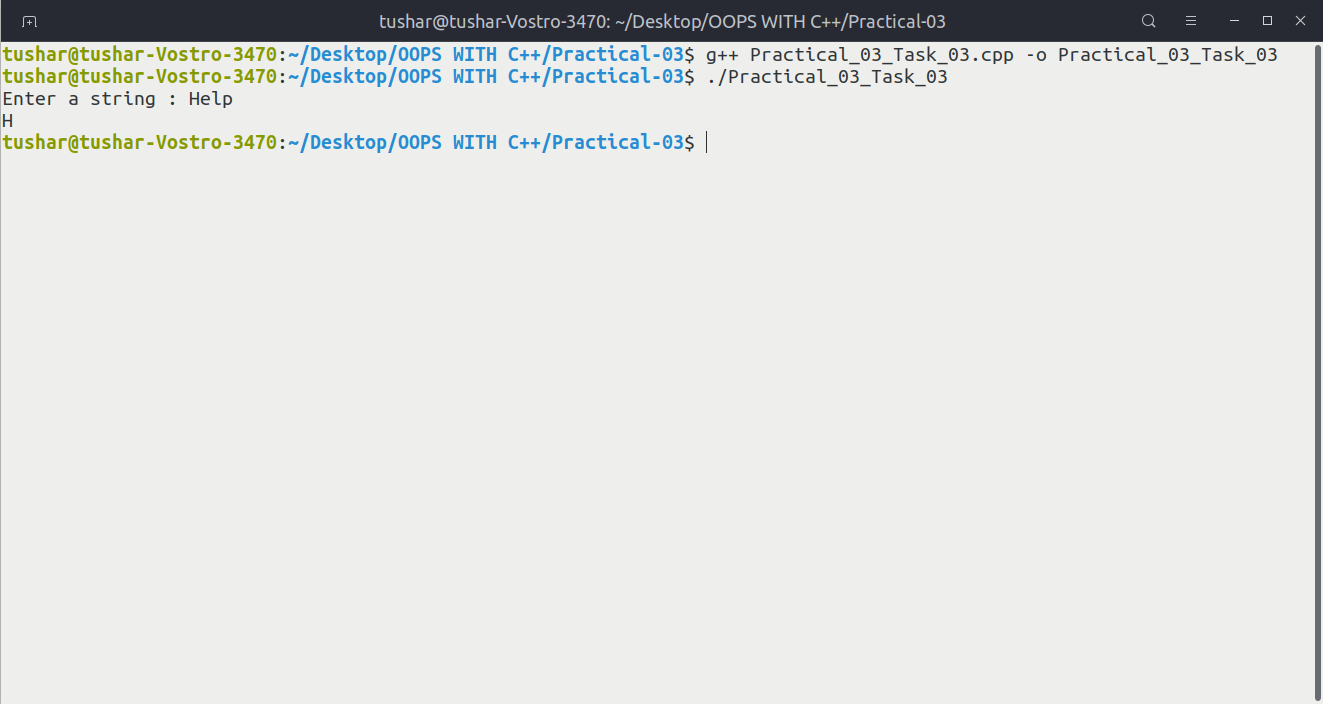 tushar@tushar-Vostro-3470: ~/Desktop/OOPS WITH C++/Practical-03
tushar@tushar-Vostro-3470:~/Desktop/OOPS WITH C++/Practical-03$ g++ Practical_03_Task_03.cpp -o Practical_03_Task_03
tushar@tushar-Vostro-3470:~/Desktop/OOPS WITH C++/Practical-03$ ./Practical_03_Task_03
Enter a string : Help
H
tushar@tushar-Vostro-3470:~/Desktop/OOPS WITH C++/Practical-03$